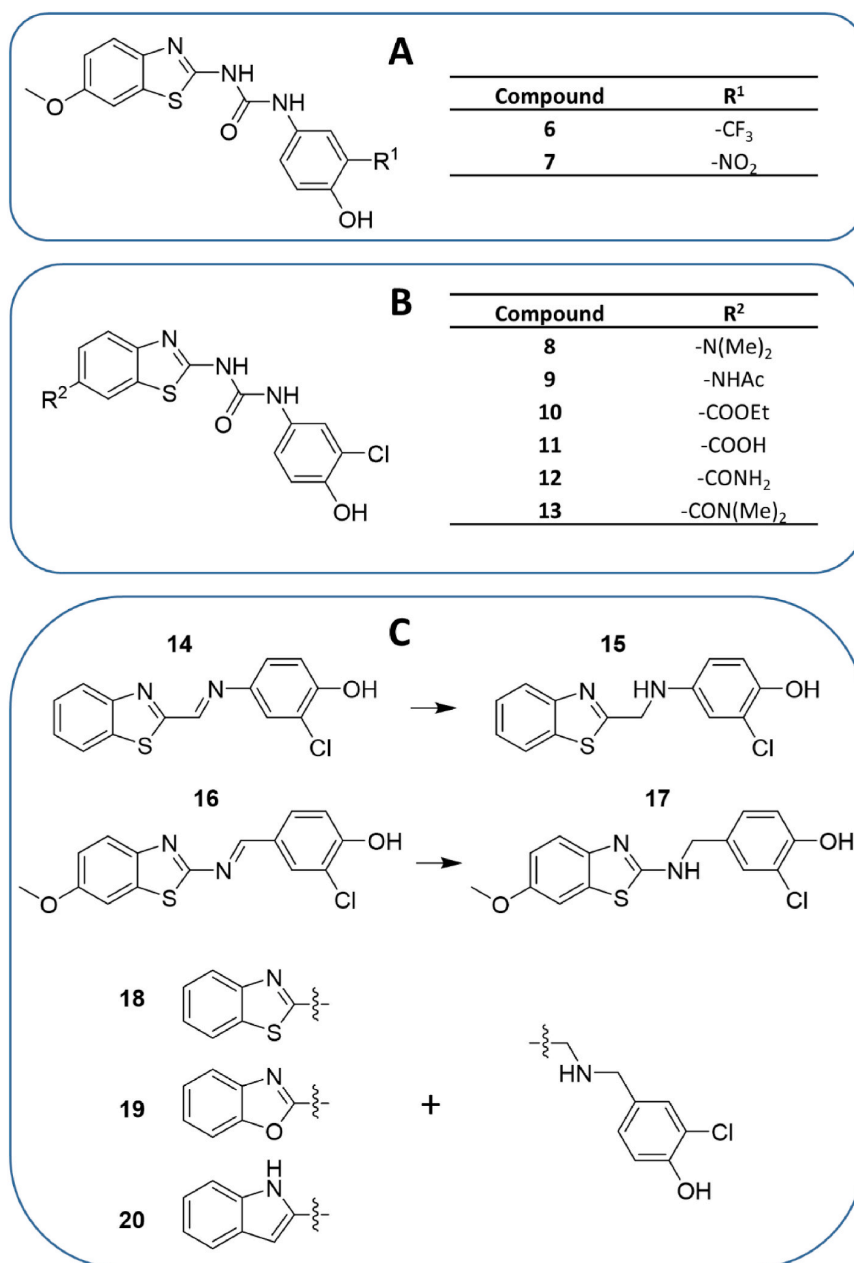 A
N
NH
S
NH
O
O
R¹
OH
Compound R¹
6 -CF₃
7 -NO₂
B
N
NH
S
NH
R²
O
Cl
OH
Compound R²
8 -N(Me)₂
9 -NHAc
10 -COOEt
11 -COOH
12 -CONH₂
13 -CON(Me)₂
C
14 15
N N OH
S Cl
N HN OH
S Cl
16 17
N OH
S N
O Cl
N OH
S NH
O Cl
18 N
S
19 N
O
+
HN
Cl
OH
20 H
N